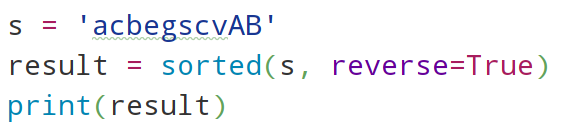 s = 'acbegscvAB'
result = sorted(s, reverse=True)
print(result)